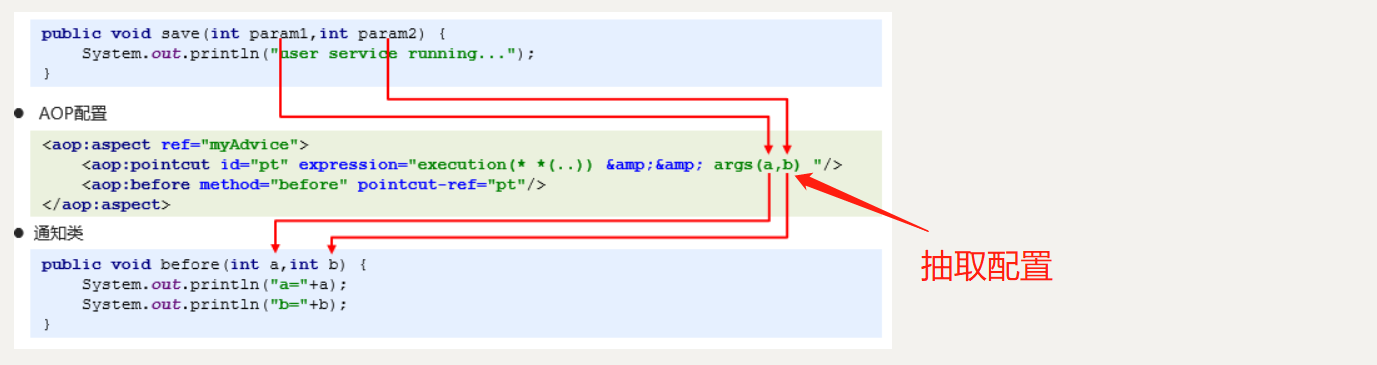 public void save(int param1,int param2) {
    System.out.println("user service running...");
}
● AOP配置
<aop:aspect ref="myAdvice">
    <aop:pointcut id="pt" expression="execution(* *(..)) &amp;&amp; args(a,b) "/>
    <aop:before method="before" pointcut-ref="pt"/>
</aop:aspect>
● 通知类
public void before(int a,int b) {
    System.out.println("a="+a);
    System.out.println("b="+b);
}
抽取配置